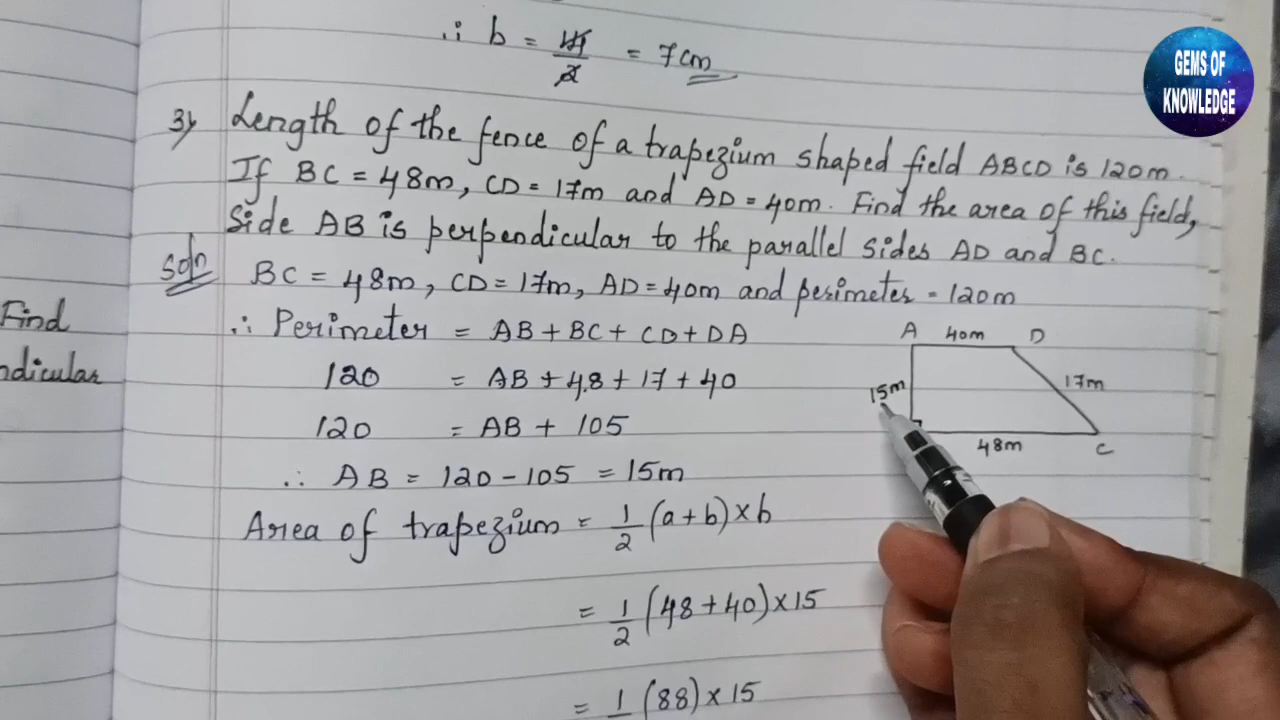 ∴ b = 14/2 = 7cm
GEMS OF
KNOWLEDGE
3) Length of the fence of a trapezium shaped field ABCD is 120m.
If BC = 48m, CD = 17m and AD = 40m. Find the area of this field,
Side AB is perpendicular to the parallel sides AD and BC.
Soln BC = 48m, CD = 17m, AD = 40m and perimeter = 120m
Find
∴ Perimeter = AB + BC + CD + DA
ndicular
120 = AB + 48 + 17 + 40
120 = AB + 105
∴ AB = 120 - 105 = 15m
A 40m D
15m 17m
48m C
Area of trapezium = 1/2 (a + b) × b
= 1/2 (48 + 40) × 15
= 1/ (88) × 15